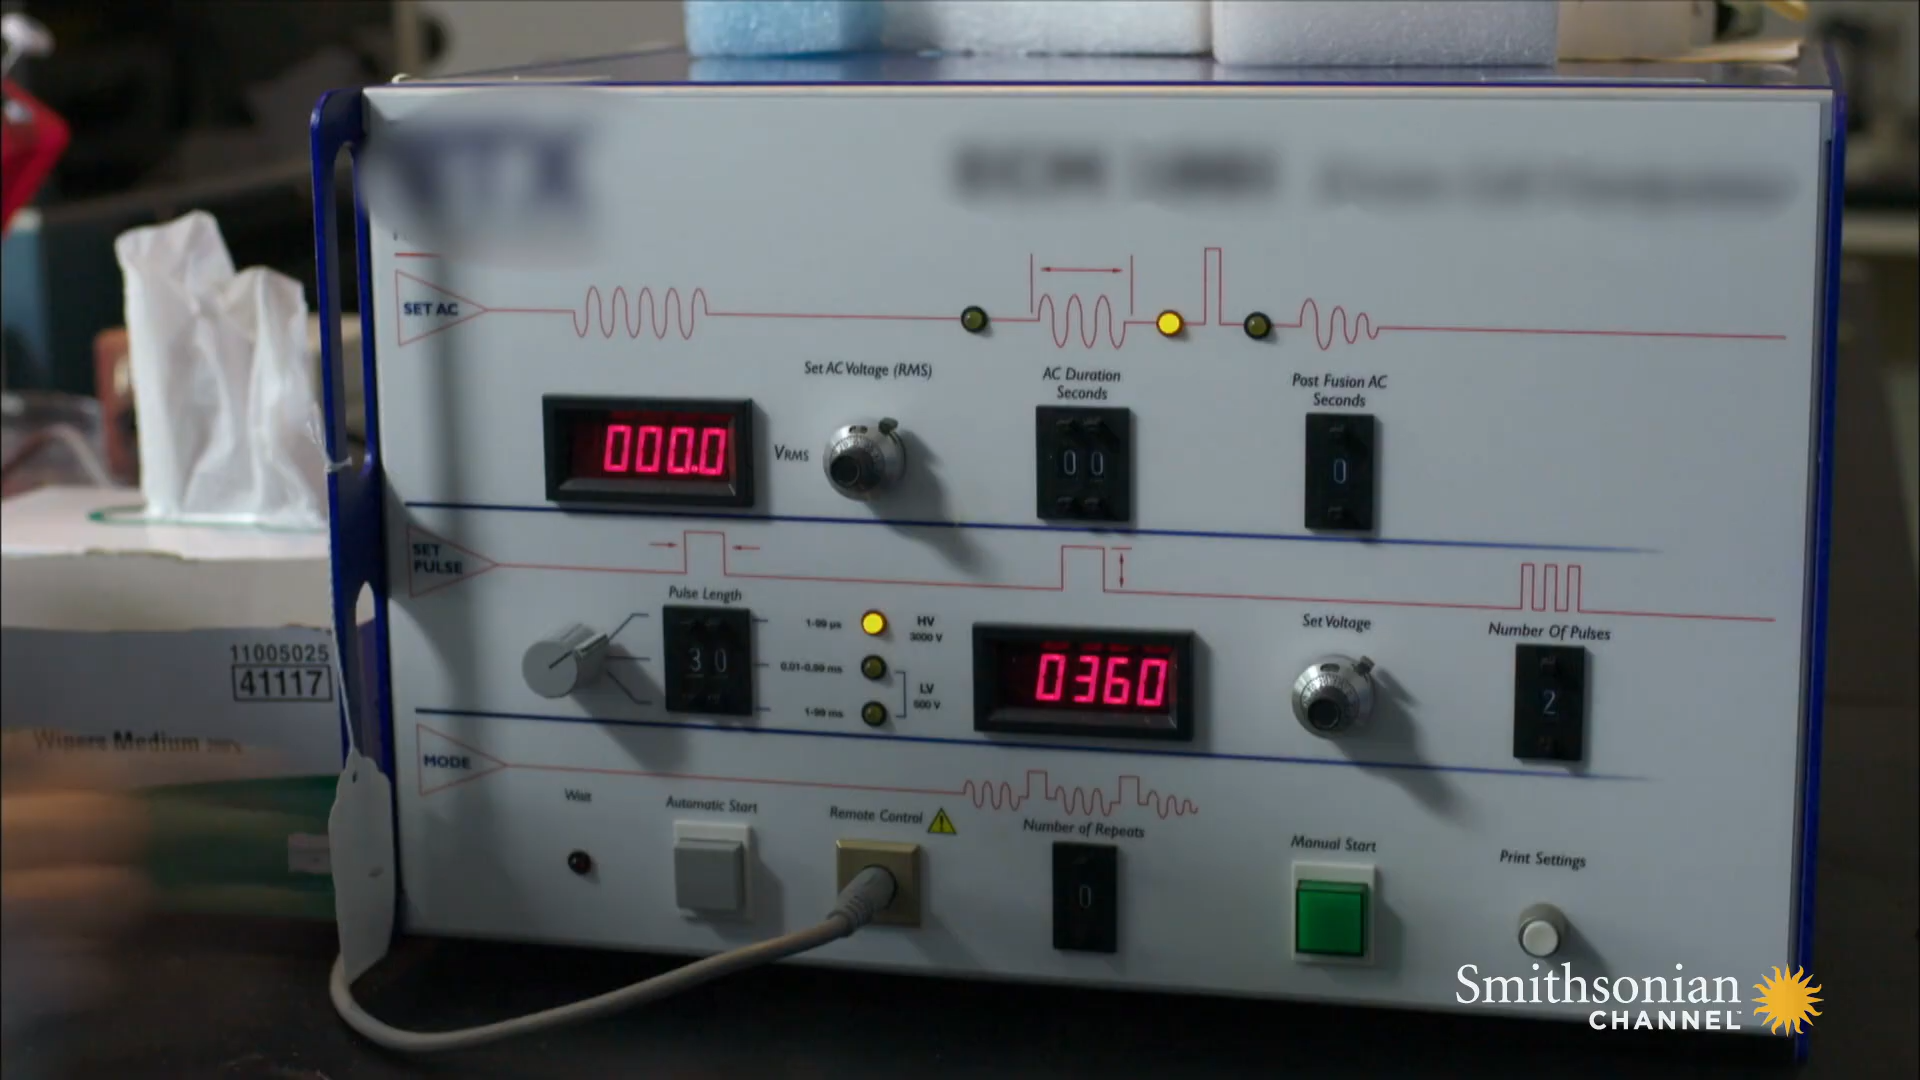 SET AC
Set AC Voltage (RMS)
AC Duration
Seconds
Post Fusion AC
Seconds
000.0
VRMS
00
0
SET
PULSE
Pulse Length
30
1-99 µs
0.01-0.99 ms
1-99 ms
HV
3000 V
LV
500 V
0360
Set Voltage
Number Of Pulses
2
MODE
Wait
Automatic Start
Remote Control
Number of Repeats
0
Manual Start
Print Settings
11005025
41117
Wipers Medium
Smithsonian
CHANNEL